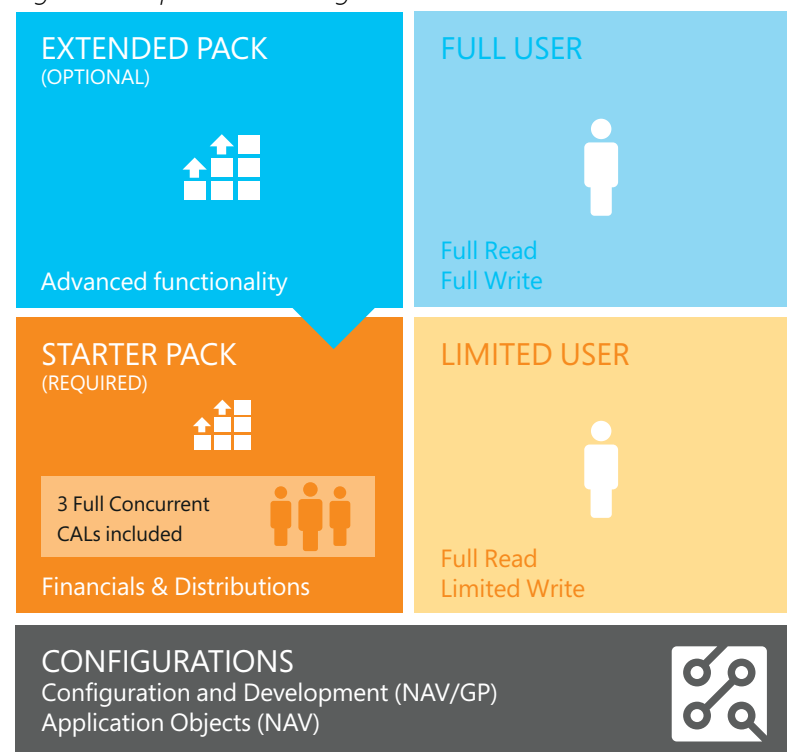 EXTENDED PACK
(OPTIONAL)
Advanced functionality
FULL USER
Full Read
Full Write
STARTER PACK
(REQUIRED)
3 Full Concurrent
CALs included
Financials & Distributions
LIMITED USER
Full Read
Limited Write
CONFIGURATIONS
Configuration and Development (NAV/GP)
Application Objects (NAV)